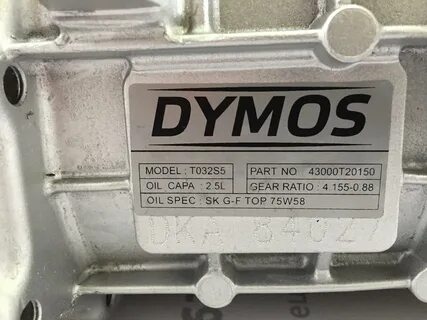 DYMOS
MODEL : T032S5 PART NO 43000T20150
OIL CAPA : 2.5L GEAR RATIO : 4.155-0.88
OIL SPEC : SK G-F TOP 75W58